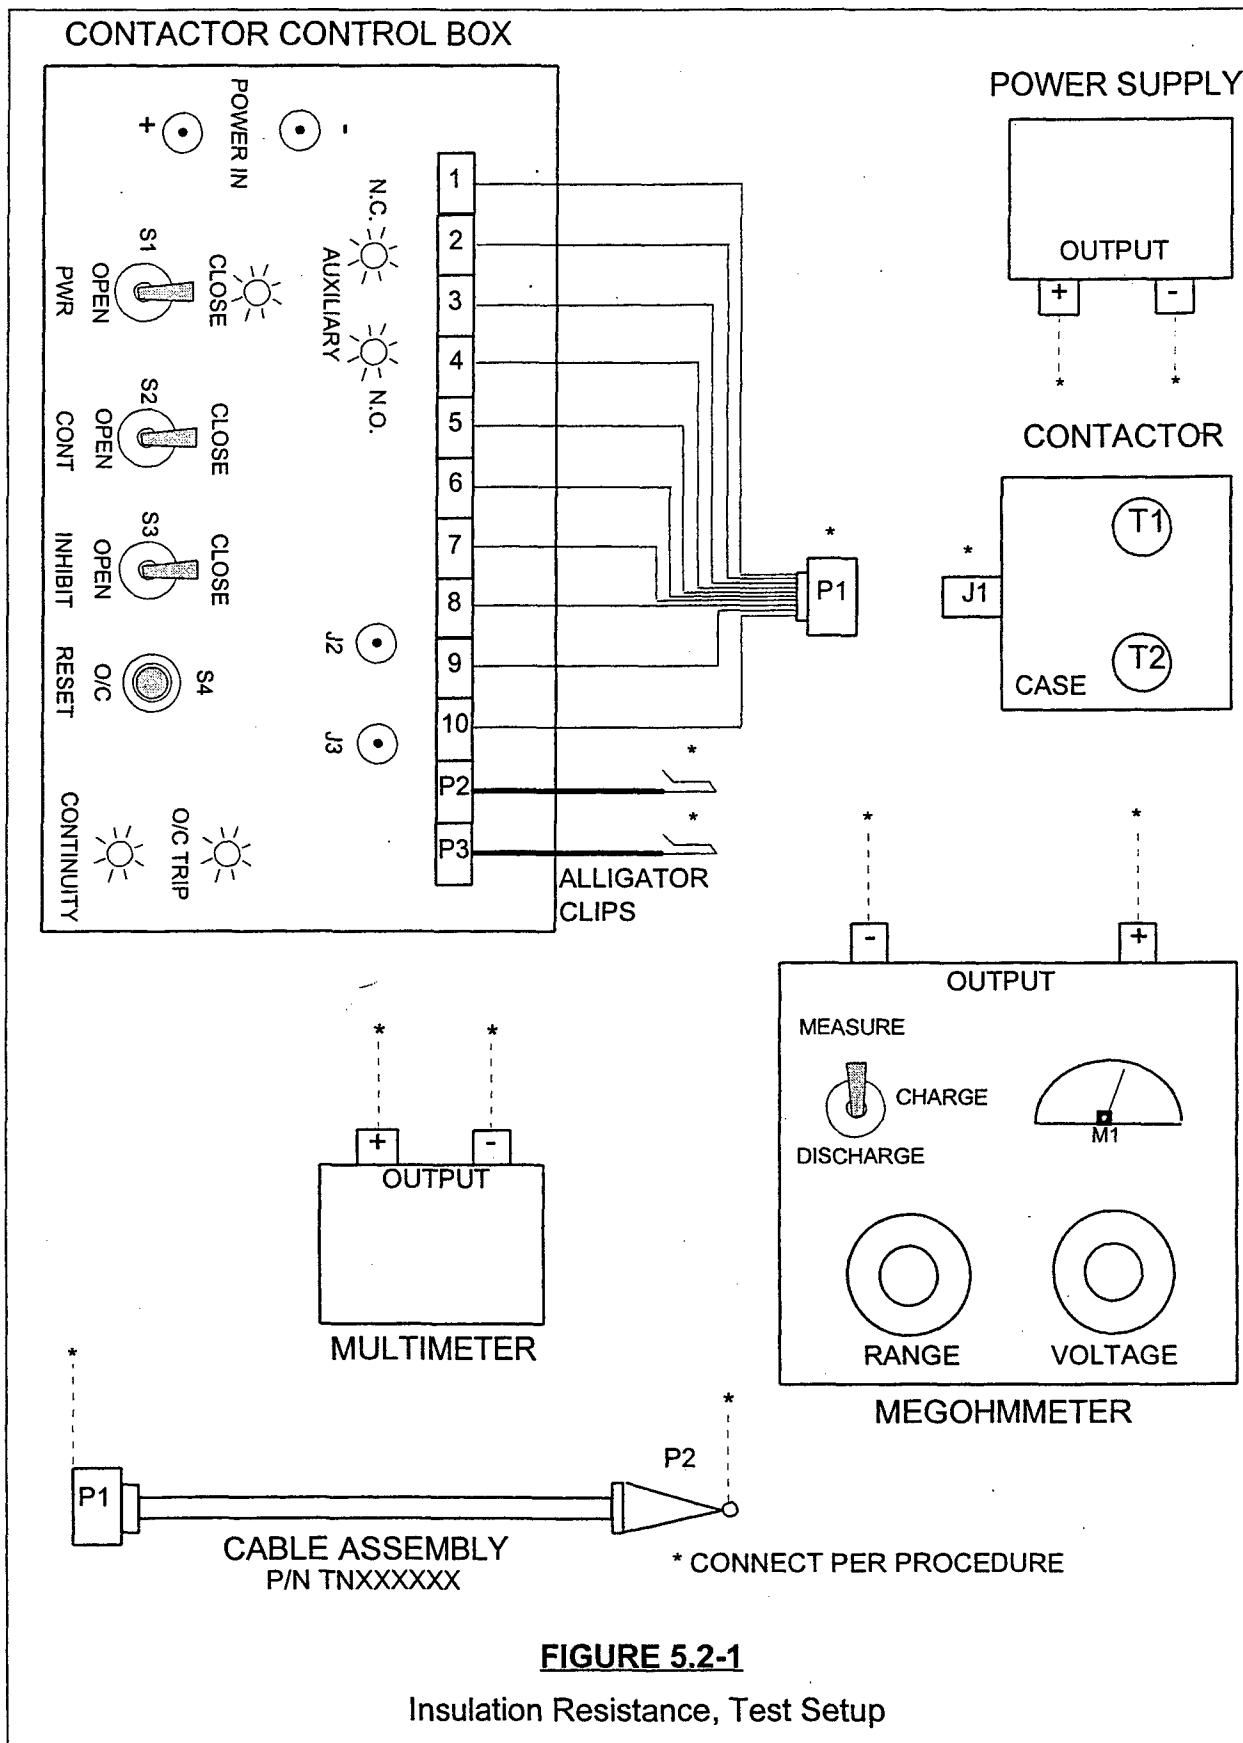 CONTACTOR CONTROL BOX
POWER IN
+
-
N.C.
AUXILIARY
N.O.
S1
CLOSE
OPEN
PWR
S2
CLOSE
OPEN
CONT
S3
CLOSE
OPEN
INHIBIT
S4
O/C
RESET
J2
J3
O/C TRIP
CONTINUITY
1
2
3
4
5
6
7
8
9
10
P2
P3
*
*
ALLIGATOR
CLIPS
*
P1
POWER SUPPLY
OUTPUT
+
-
*
*
CONTACTOR
T1
*
J1
T2
CASE
*
*
-
+
OUTPUT
MEASURE
CHARGE
DISCHARGE
M1
RANGE
VOLTAGE
MEGOHMMETER
*
*
+
-
OUTPUT
MULTIMETER
*
*
P1
P2
CABLE ASSEMBLY
P/N TNXXXXXX
* CONNECT PER PROCEDURE
FIGURE 5.2-1
Insulation Resistance, Test Setup